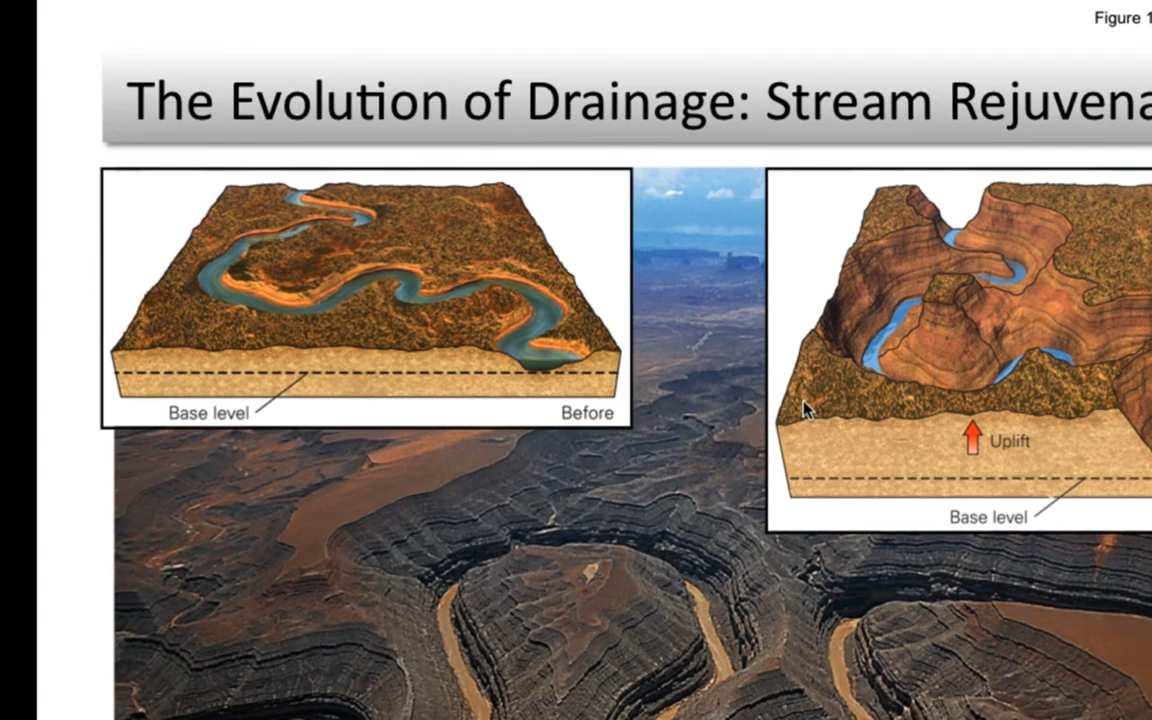 Figure 1
The Evolution of Drainage: Stream Rejuvena
Base level
Before
Uplift
Base level